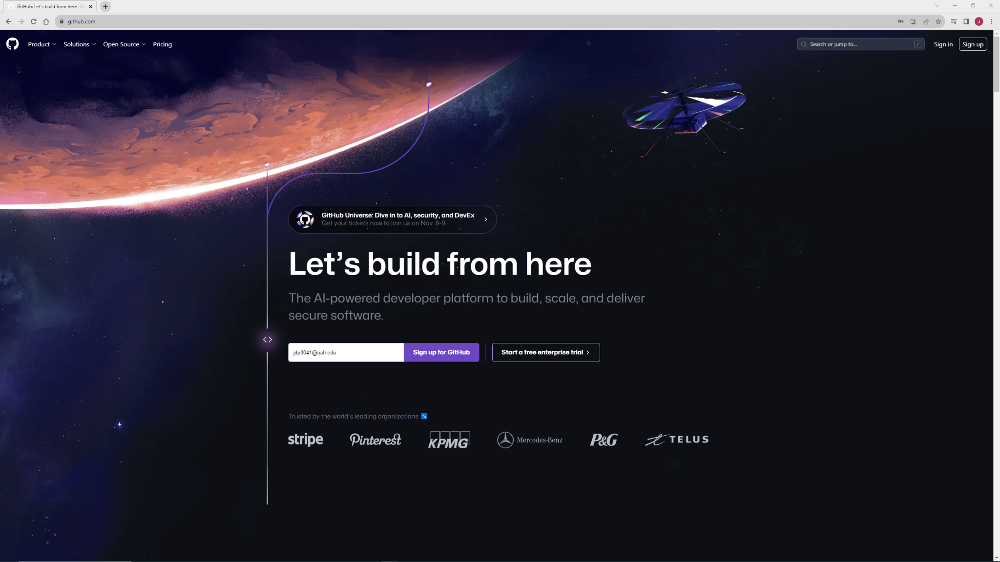 GitHub: Let's build from here · G
github.com
J
Product
Solutions
Open Source
Pricing
Search or jump to...
/
Sign in
Sign up
GitHub Universe: Dive in to AI, security, and DevEx
Get your tickets now to join us on Nov. 8-9.
Let’s build from here
The AI-powered developer platform to build, scale, and deliver
secure software.
jdp0041@uah.edu
Sign up for GitHub
Start a free enterprise trial
Trusted by the world’s leading organizations
stripe
Pinterest
KPMG
Mercedes-Benz
P&G
TELUS